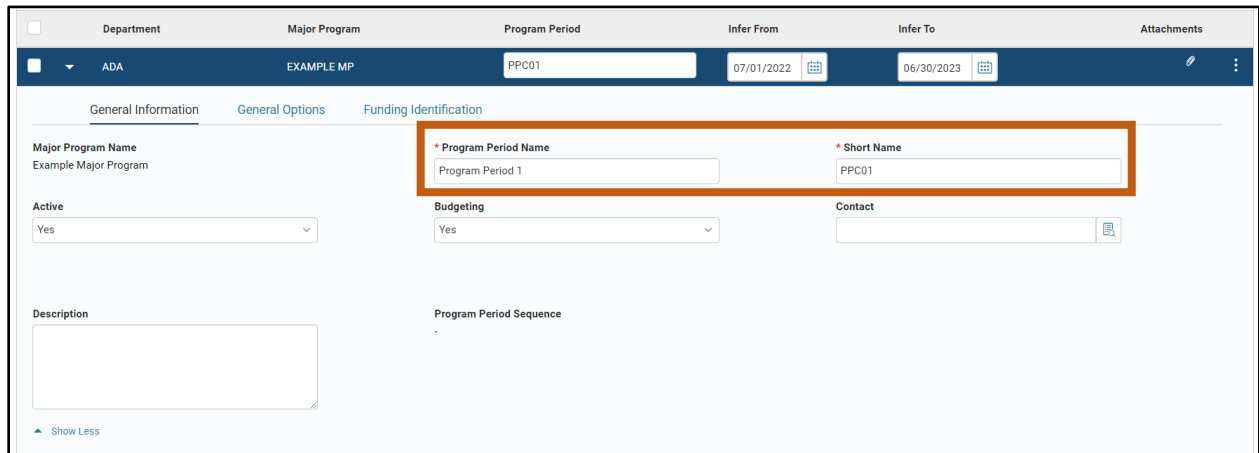 Department Major Program Program Period Infer From Infer To Attachments
ADA EXAMPLE MP PPC01 07/01/2022 06/30/2023
General Information General Options Funding Identification
Major Program Name * Program Period Name * Short Name
Example Major Program Program Period 1 PPC01
Active Budgeting Contact
Yes Yes
Description Program Period Sequence
-
Show Less